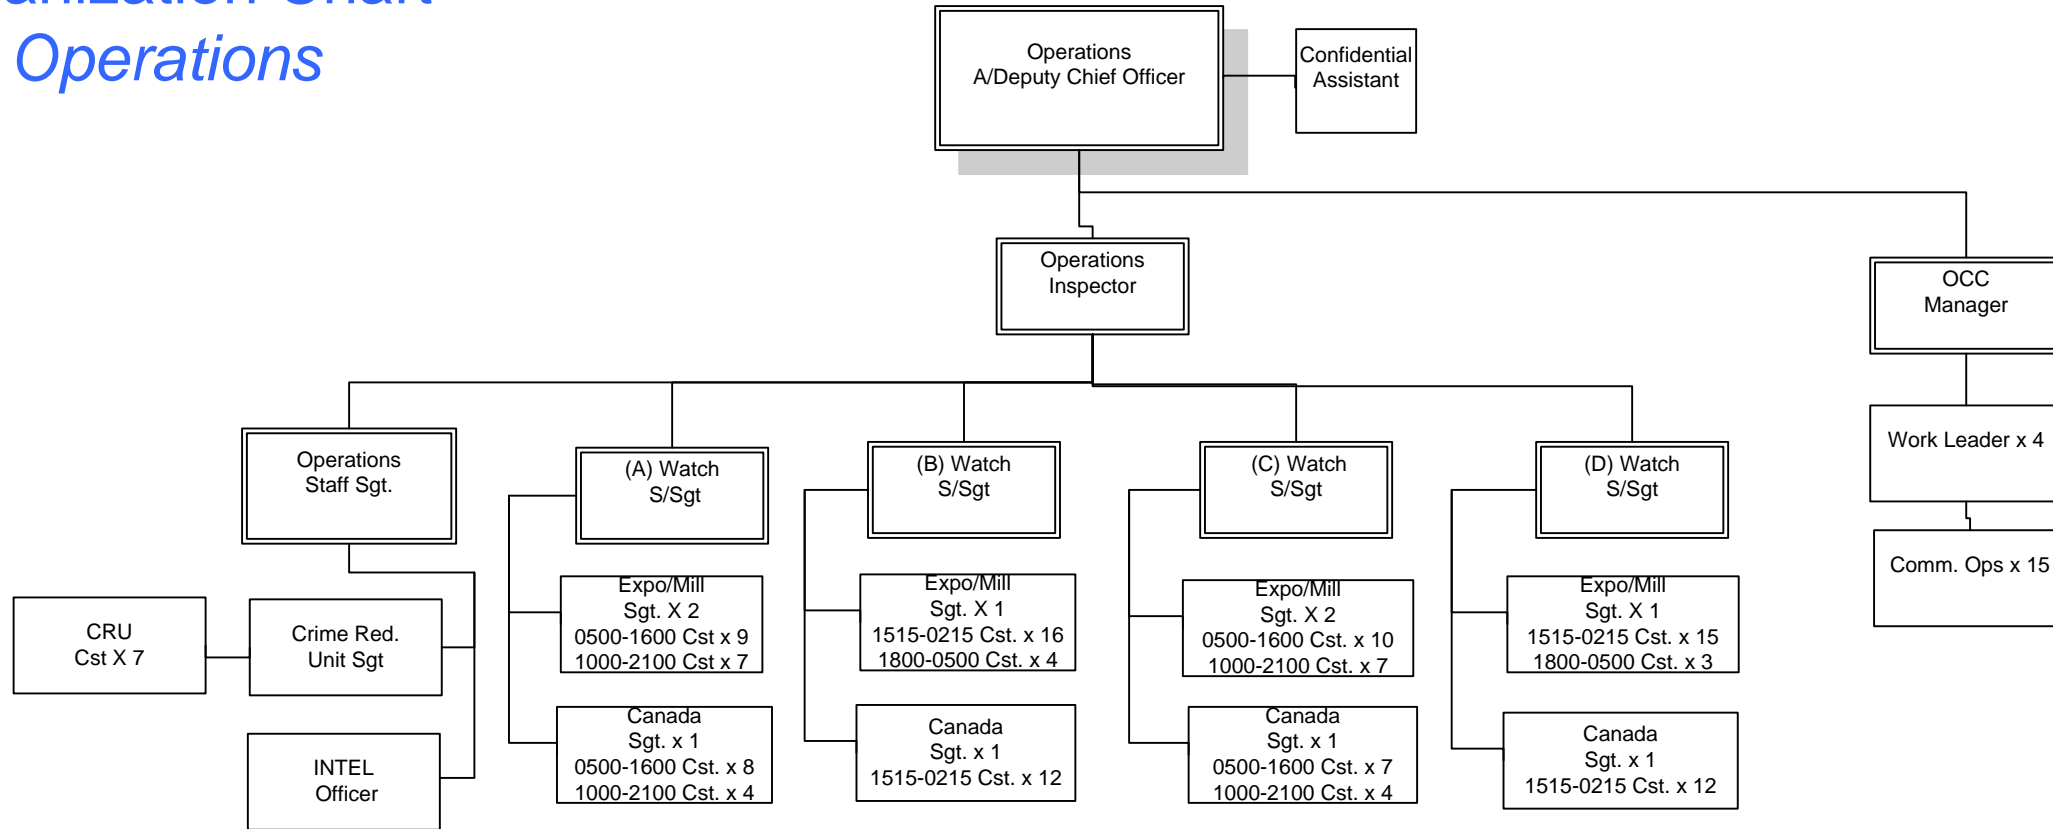 Operations
Operations
A/Deputy Chief Officer
Confidential
Assistant
Operations
Inspector
OCC
Manager
Work Leader x 4
Comm. Ops x 15
Operations
Staff Sgt.
(A) Watch
S/Sgt
(B) Watch
S/Sgt
(C) Watch
S/Sgt
(D) Watch
S/Sgt
CRU
Cst X 7
Crime Red.
Unit Sgt
INTEL
Officer
Expo/Mill
Sgt. X 2
0500-1600 Cst x 9
1000-2100 Cst x 7
Canada
Sgt. x 1
0500-1600 Cst. x 8
1000-2100 Cst. x 4
Expo/Mill
Sgt. X 1
1515-0215 Cst. x 16
1800-0500 Cst. x 4
Canada
Sgt. x 1
1515-0215 Cst. x 12
Expo/Mill
Sgt. X 2
0500-1600 Cst. x 10
1000-2100 Cst. x 7
Canada
Sgt. x 1
0500-1600 Cst. x 7
1000-2100 Cst. x 4
Expo/Mill
Sgt. X 1
1515-0215 Cst. x 15
1800-0500 Cst. x 3
Canada
Sgt. x 1
1515-0215 Cst. x 12